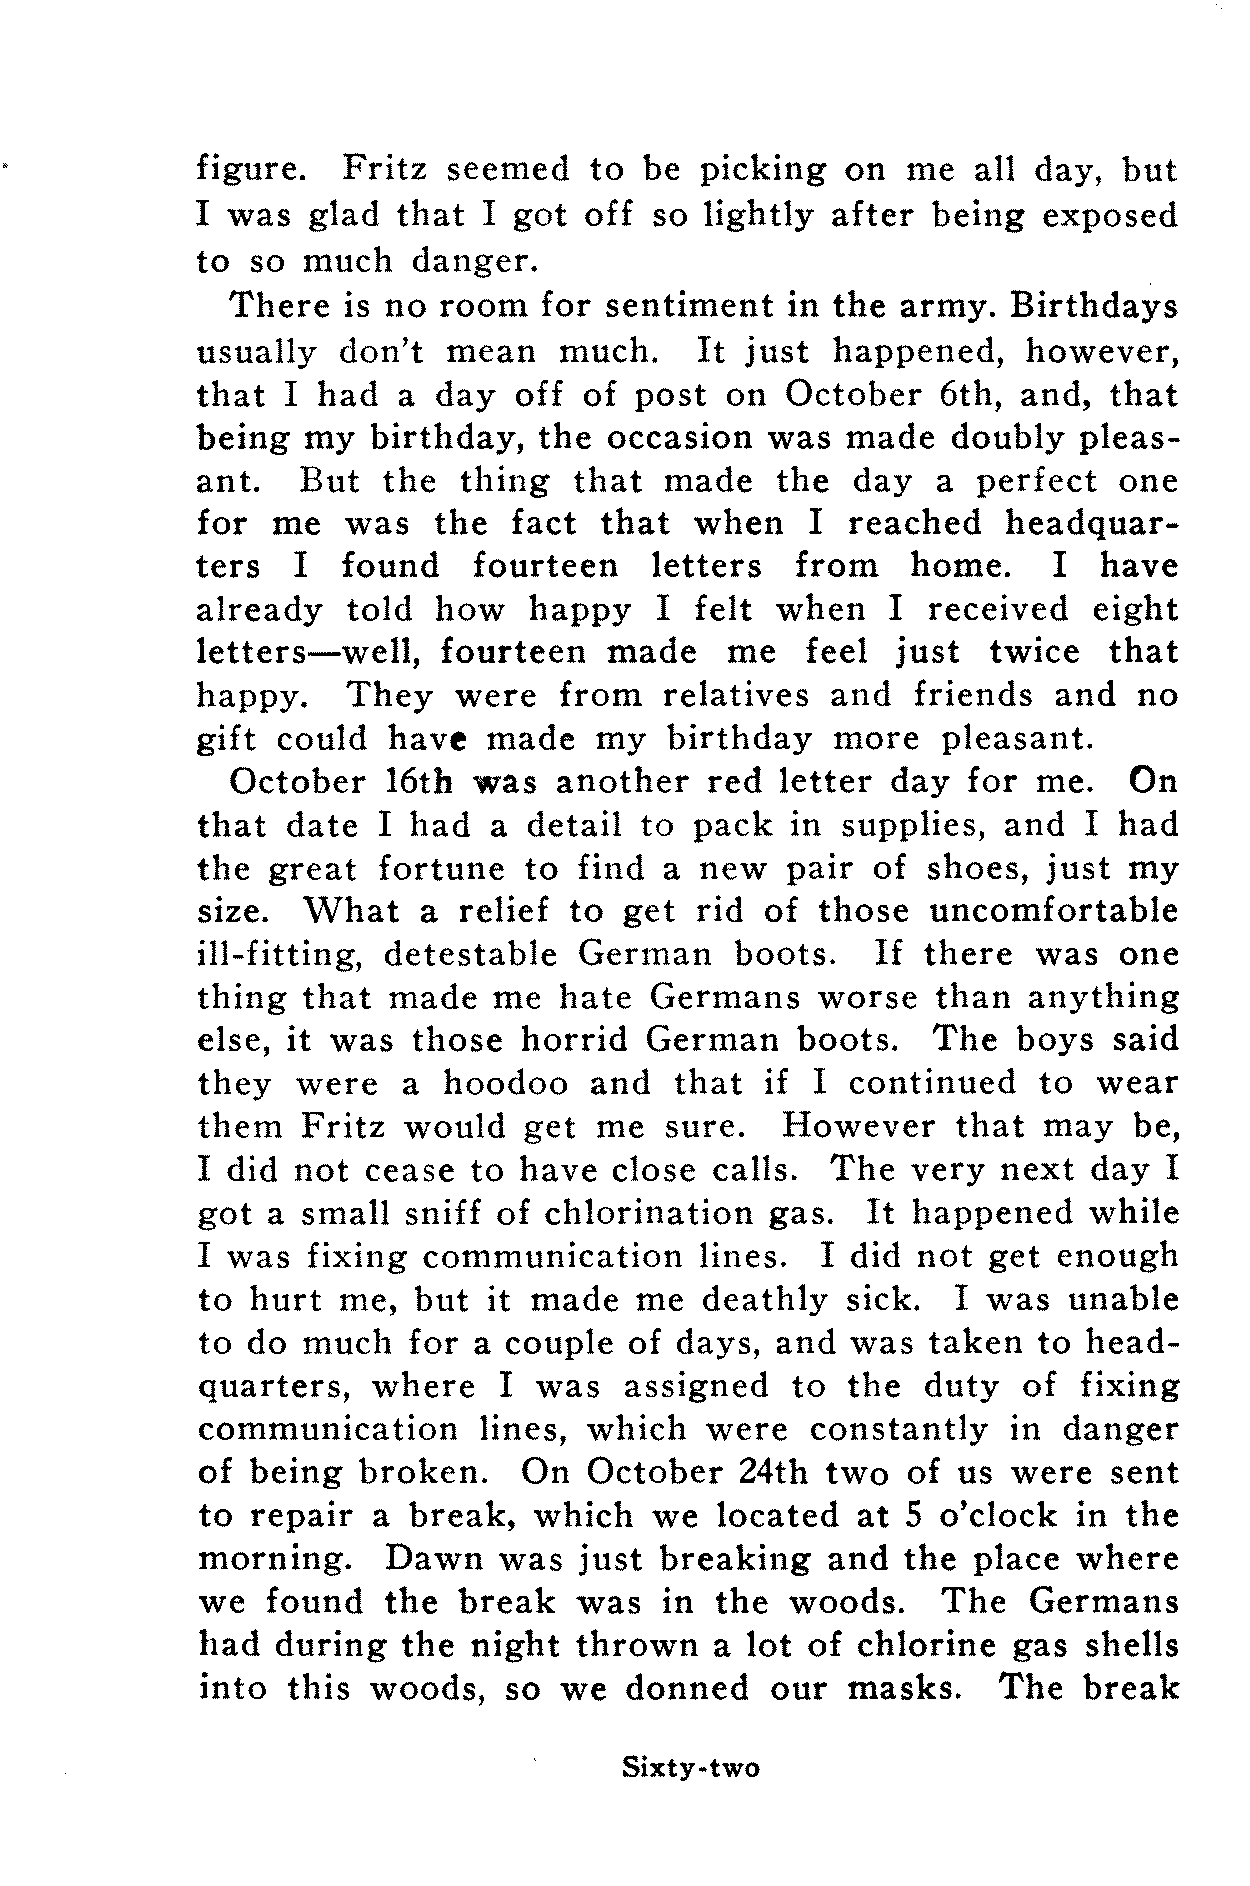 figure. Fritz seemed to be picking on me all day, but
I was glad that I got off so lightly after being exposed
to so much danger.
There is no room for sentiment in the army. Birthdays
usually don't mean much. It just happened, however,
that I had a day off of post on October 6th, and, that
being my birthday, the occasion was made doubly pleas-
ant. But the thing that made the day a perfect one
for me was the fact that when I reached headquar-
ters I found fourteen letters from home. I have
already told how happy I felt when I received eight
letters—well, fourteen made me feel just twice that
happy. They were from relatives and friends and no
gift could have made my birthday more pleasant.
October 16th was another red letter day for me. On
that date I had a detail to pack in supplies, and I had
the great fortune to find a new pair of shoes, just my
size. What a relief to get rid of those uncomfortable
ill-fitting, detestable German boots. If there was one
thing that made me hate Germans worse than anything
else, it was those horrid German boots. The boys said
they were a hoodoo and that if I continued to wear
them Fritz would get me sure. However that may be,
I did not cease to have close calls. The very next day I
got a small sniff of chlorination gas. It happened while
I was fixing communication lines. I did not get enough
to hurt me, but it made me deathly sick. I was unable
to do much for a couple of days, and was taken to head-
quarters, where I was assigned to the duty of fixing
communication lines, which were constantly in danger
of being broken. On October 24th two of us were sent
to repair a break, which we located at 5 o'clock in the
morning. Dawn was just breaking and the place where
we found the break was in the woods. The Germans
had during the night thrown a lot of chlorine gas shells
into this woods, so we donned our masks. The break
Sixty-two